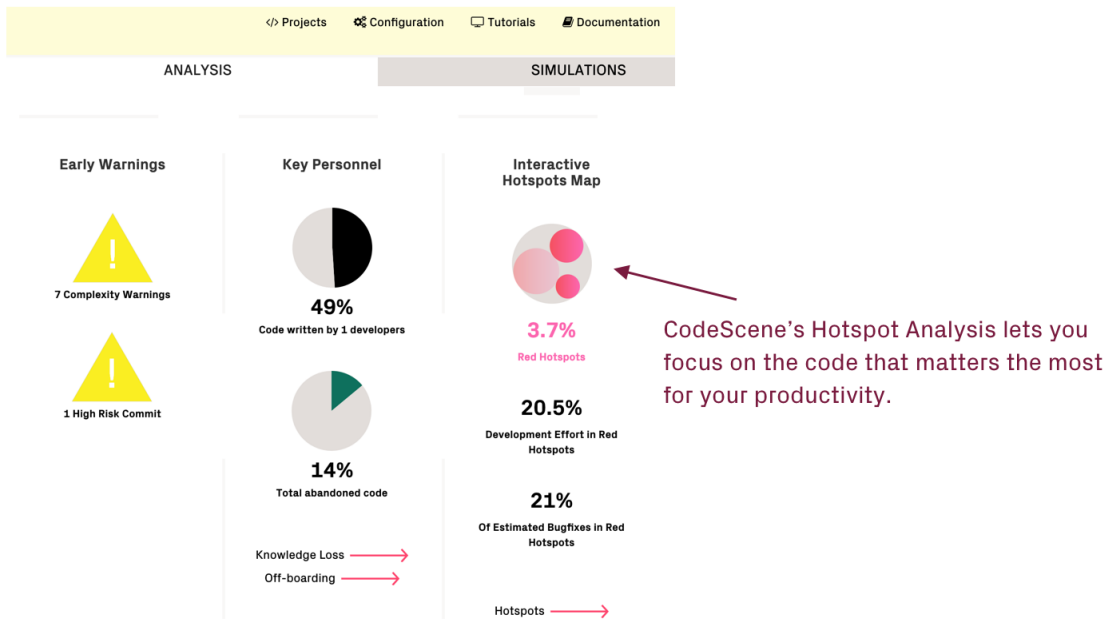 Projects
Configuration
Tutorials
Documentation
ANALYSIS
SIMULATIONS
Early Warnings
7 Complexity Warnings
1 High Risk Commit
Key Personnel
49%
Code written by 1 developers
14%
Total abandoned code
Knowledge Loss
Off-boarding
Interactive
Hotspots Map
3.7%
Red Hotspots
20.5%
Development Effort in Red
Hotspots
21%
Of Estimated Bugfixes in Red
Hotspots
Hotspots
CodeScene’s Hotspot Analysis lets you
focus on the code that matters the most
for your productivity.